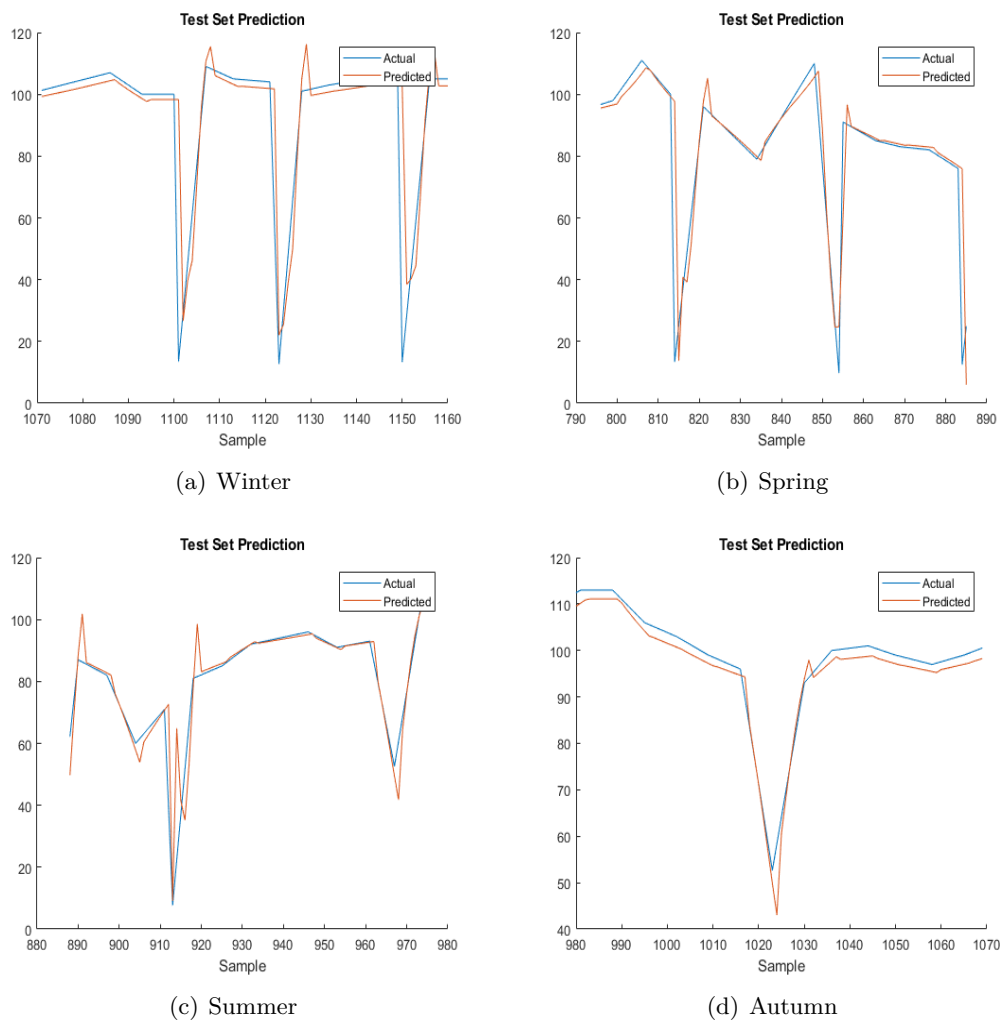 Test Set Prediction
120
100
80
60
40
20
0
Actual
Predicted
1070 1080 1090 1100 1110 1120 1130 1140 1150 1160
Sample
(a) Winter
Test Set Prediction
120
100
80
60
40
20
0
Actual
Predicted
790 800 810 820 830 840 850 860 870 880 890
Sample
(b) Spring
Test Set Prediction
120
100
80
60
40
20
0
Actual
Predicted
880 890 900 910 920 930 940 950 960 970 980
Sample
(c) Summer
Test Set Prediction
120
110
100
90
80
70
60
50
40
Actual
Predicted
980 990 1000 1010 1020 1030 1040 1050 1060 1070
Sample
(d) Autumn